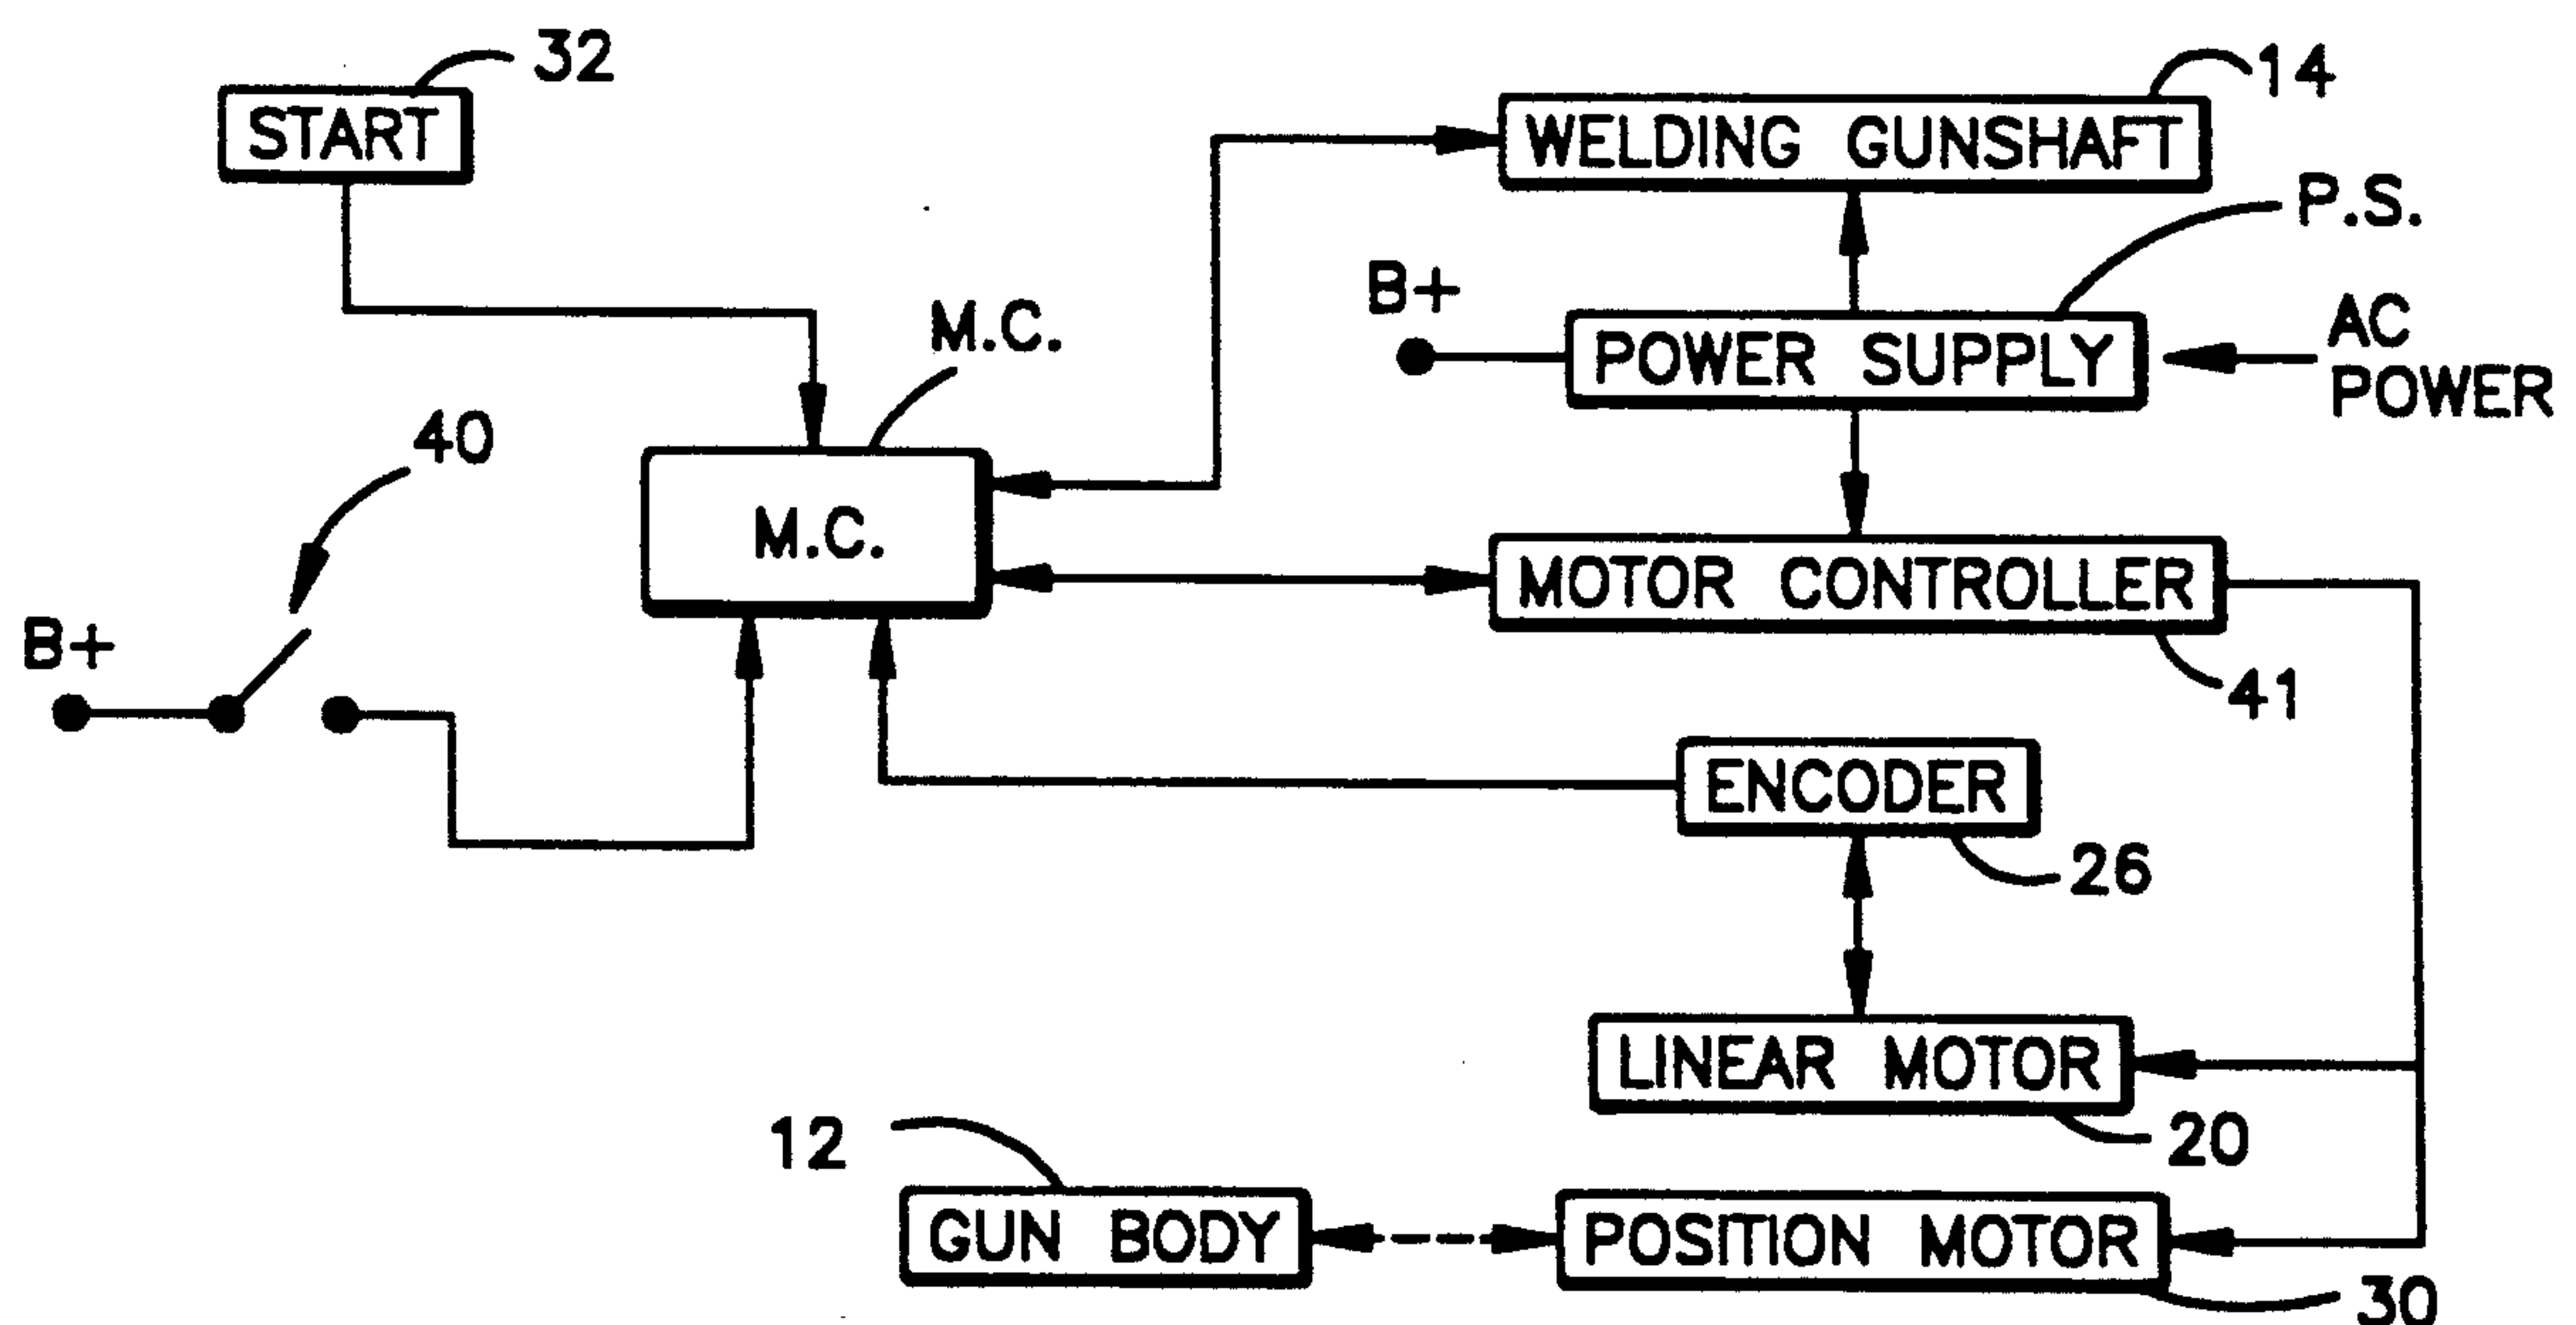 32
START
14
WELDING GUNSHAFT
P.S.
B+
POWER SUPPLY
AC
POWER
M.C.
M.C.
40
B+
MOTOR CONTROLLER
41
ENCODER
26
LINEAR MOTOR
20
12
GUN BODY
POSITION MOTOR
30